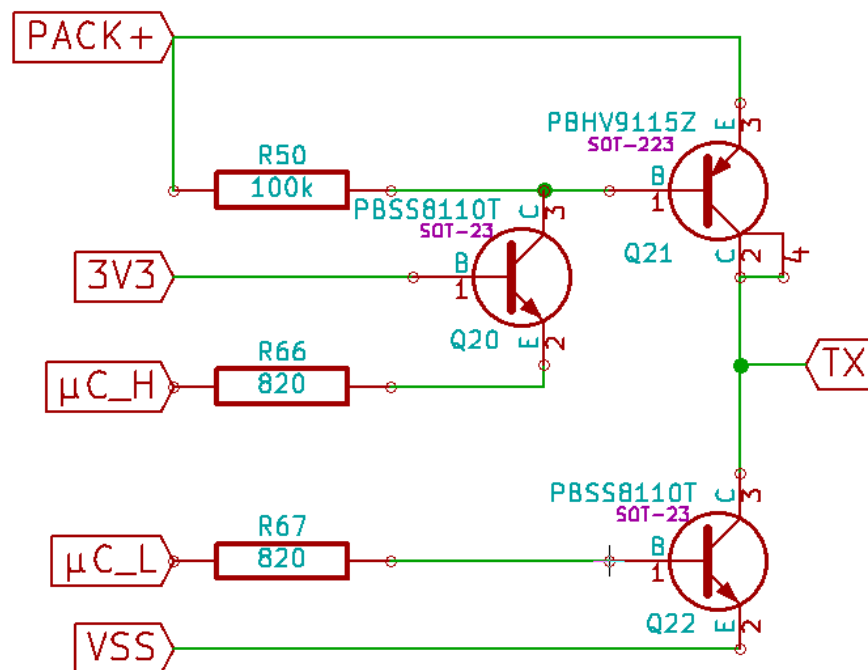 PACK+
PBHV9115Z
SOT-223
E
3
R50
100k
B
1
PBSS8110T
SOT-23
C
3
Q21
C
2
4
3V3
B
1
Q20
E
2
R66
820
µC_H
TX
PBSS8110T
SOT-23
C
3
R67
820
µC_L
B
1
Q22
E
2
VSS